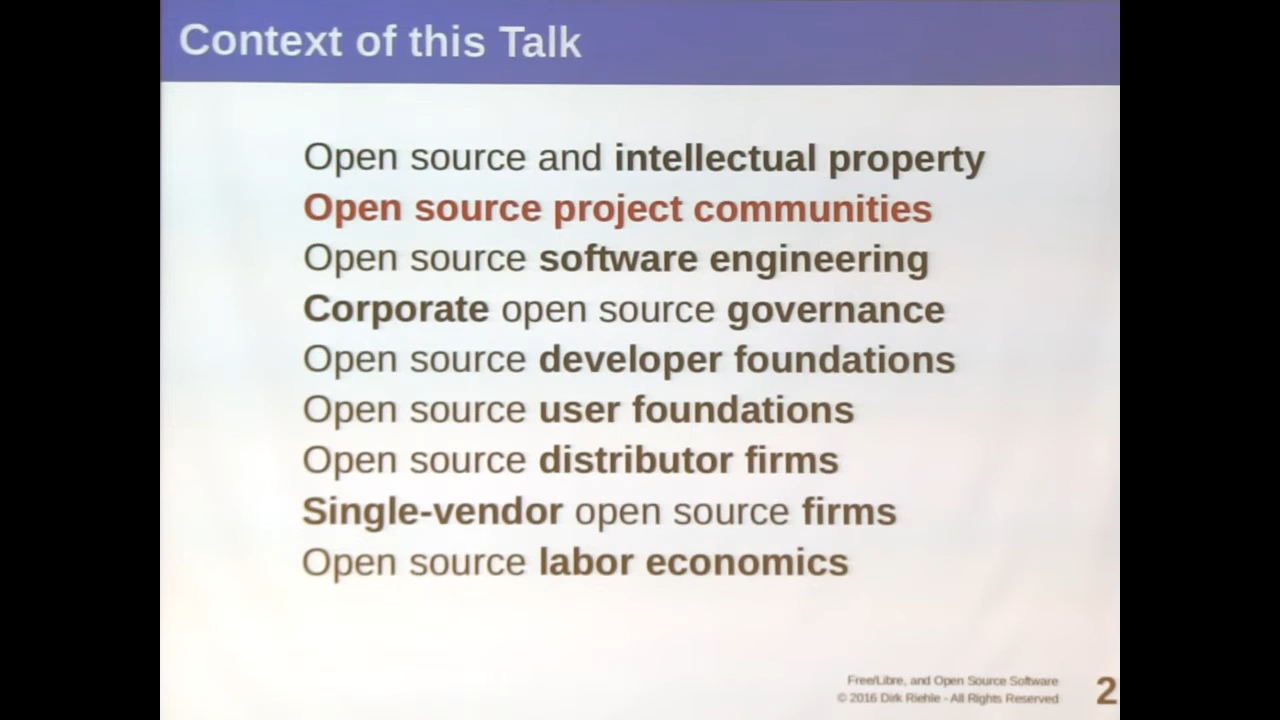 Context of this Talk
Open source and intellectual property
Open source project communities
Open source software engineering
Corporate open source governance
Open source developer foundations
Open source user foundations
Open source distributor firms
Single-vendor open source firms
Open source labor economics
Free/Libre, and Open Source Software
© 2016 Dirk Riehle - All Rights Reserved
2